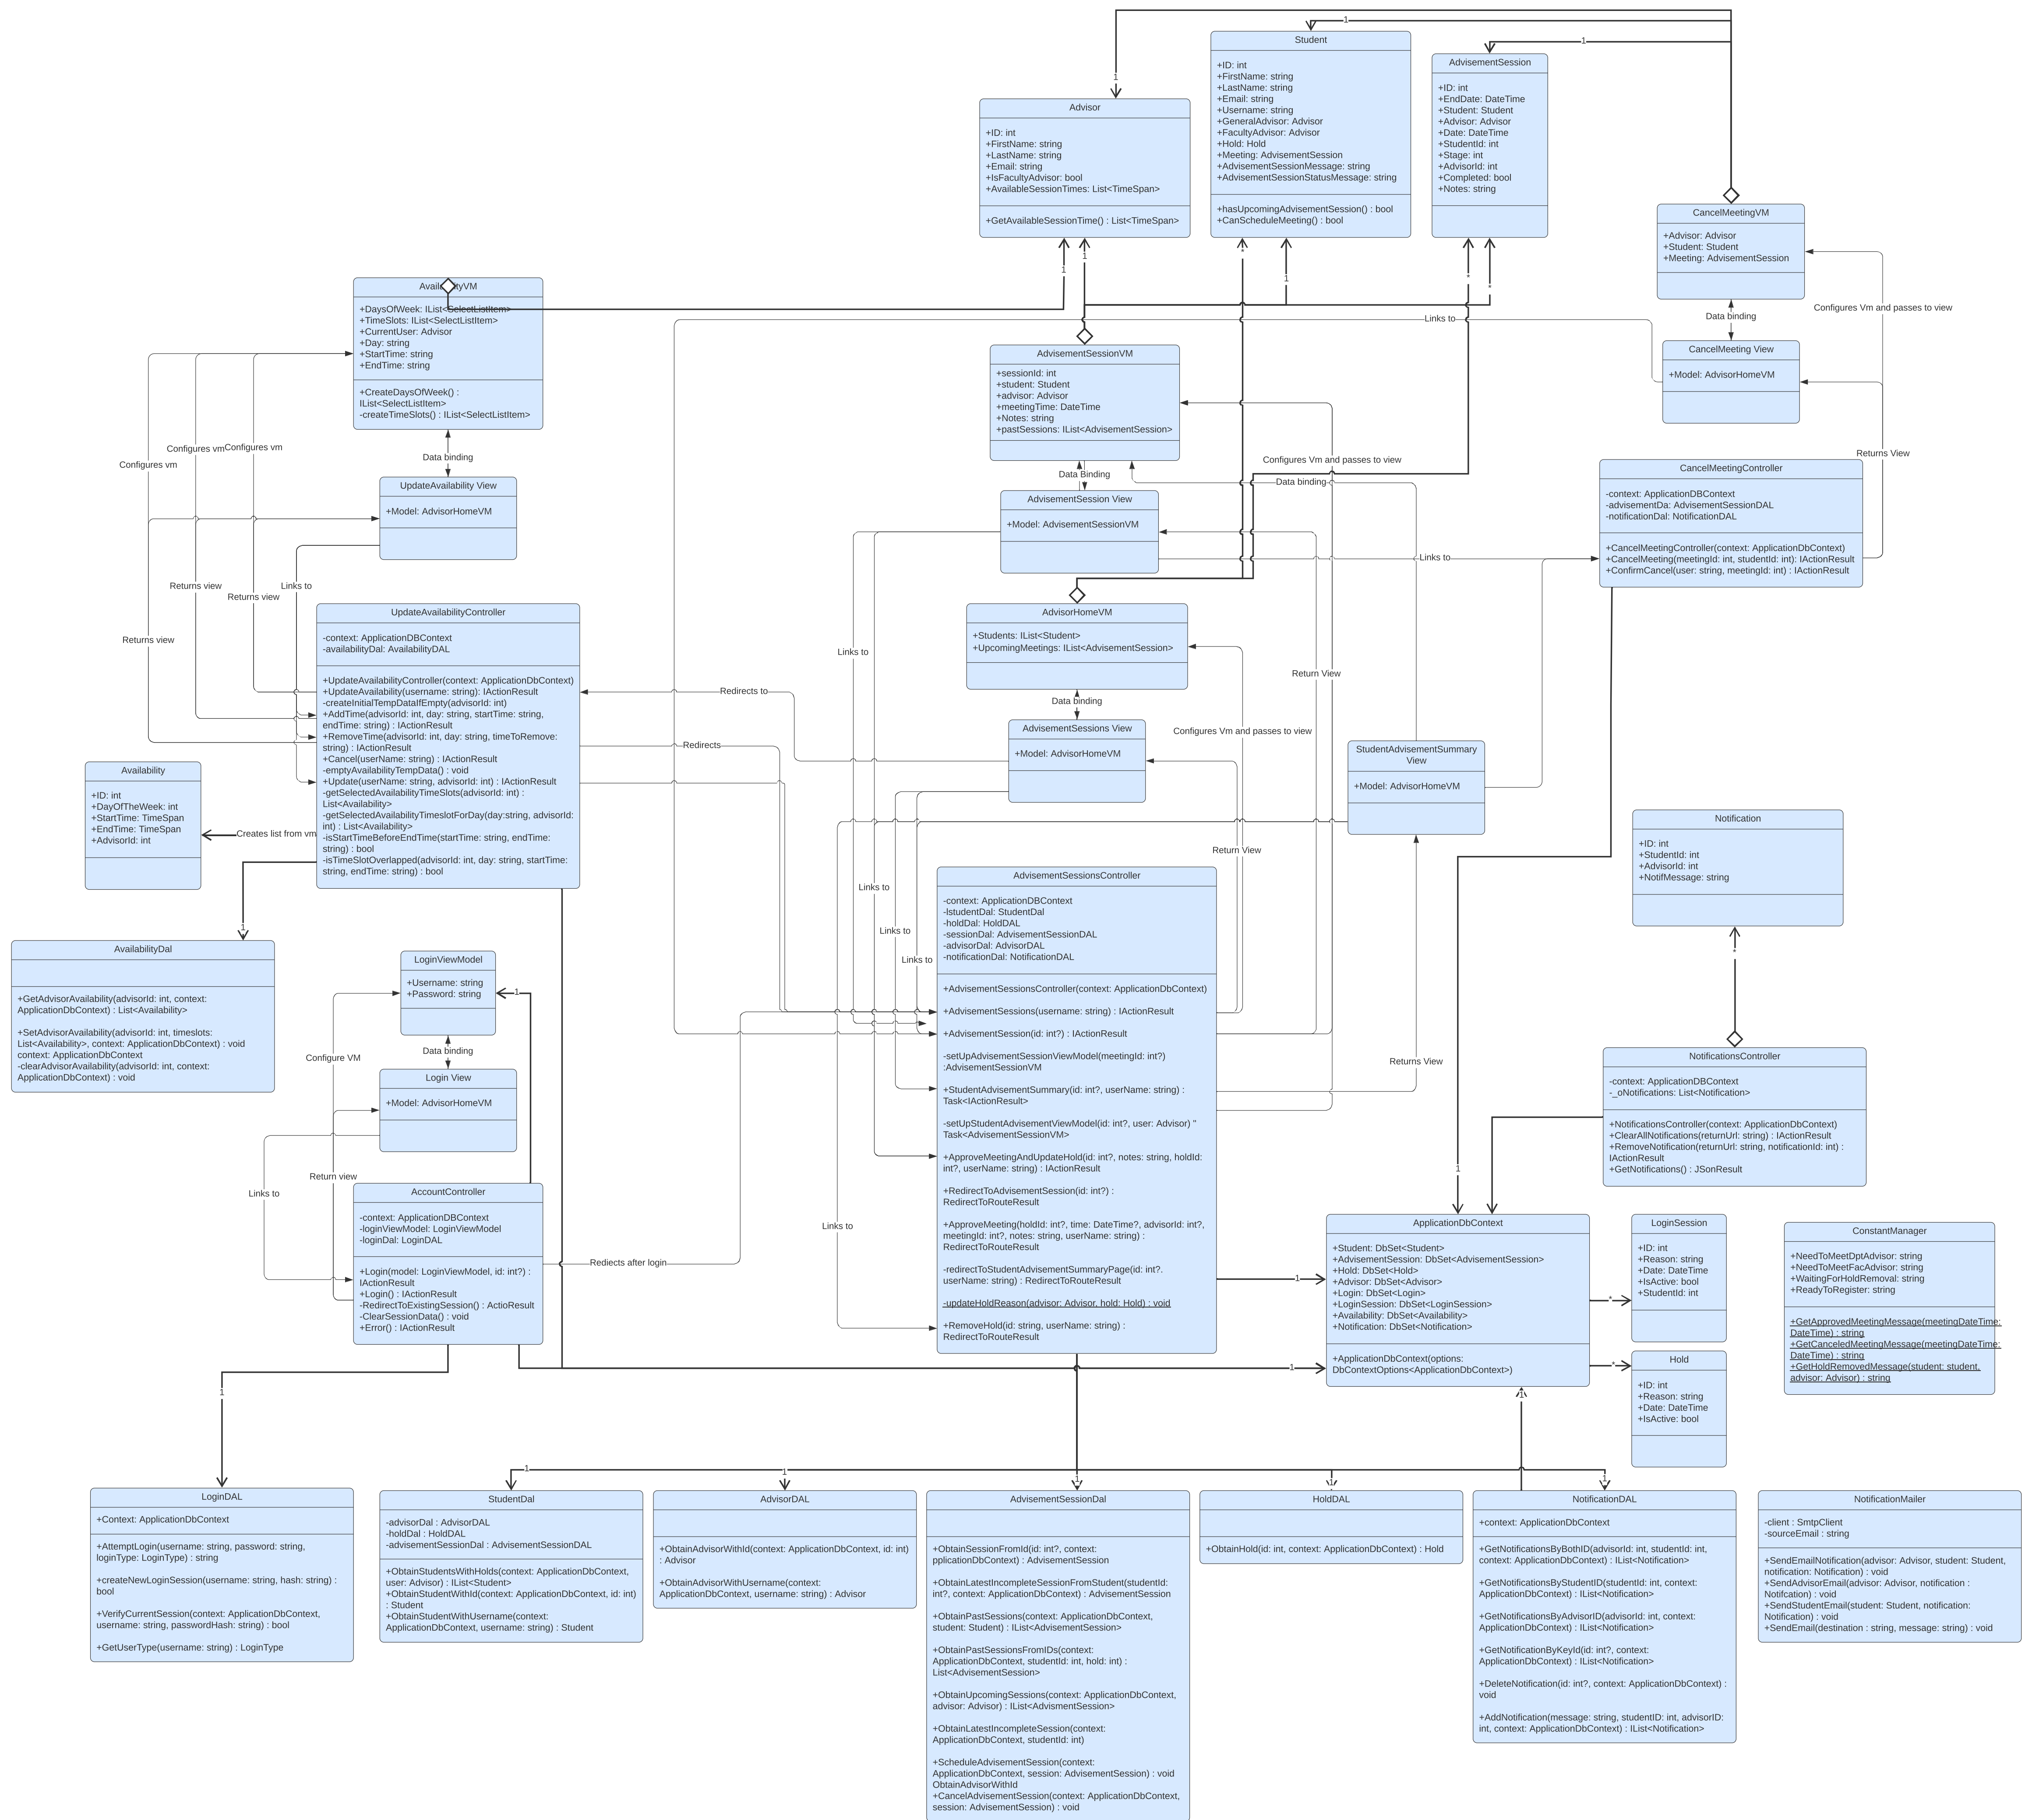 1
1
1
Student
+ID: int
+FirstName: string
+LastName: string
+Email: string
+Username: string
+GeneralAdvisor: Advisor
+FacultyAdvisor: Advisor
+Hold: Hold
+Meeting: AdvisementSession
+AdvisementSessionMessage: string
+AdvisementSessionStatusMessage: string
+hasUpcomingAdvisementSession() : bool
+CanScheduleMeeting() : bool
AdvisementSession
+ID: int
+EndDate: DateTime
+Student: Student
+Advisor: Advisor
+Date: DateTime
+StudentId: int
+Stage: int
+AdvisorId: int
+Completed: bool
+Notes: string
Advisor
+ID: int
+FirstName: string
+LastName: string
+Email: string
+IsFacultyAdvisor: bool
+AvailableSessionTimes: List<TimeSpan>
+GetAvailableSessionTime() : List<TimeSpan>
CancelMeetingVM
+Advisor: Advisor
+Student: Student
+Meeting: AdvisementSession
1
1
*
1
*
*
Data binding
Configures Vm and passes to view
Links to
CancelMeeting View
+Model: AdvisorHomeVM
Returns View
AvailabilityVM
+DaysOfWeek: IList<SelectListItem>
+TimeSlots: IList<SelectListItem>
+CurrentUser: Advisor
+Day: string
+StartTime: string
+EndTime: string
+CreateDaysOfWeek() :
IList<SelectListItem>
-createTimeSlots() : IList<SelectListItem>
Configures vm
Configures vm
Configures vm
Data binding
UpdateAvailability View
+Model: AdvisorHomeVM
AdvisementSessionVM
+sessionId: int
+student: Student
+advisor: Advisor
+meetingTime: DateTime
+Notes: string
+pastSessions: IList<AdvisementSession>
Configures Vm and passes to view
Data Binding
Data binding
AdvisementSession View
+Model: AdvisementSessionVM
Links to
CancelMeetingController
-context: ApplicationDBContext
-advisementDa: AdvisementSessionDAL
-notificationDal: NotificationDAL
+CancelMeetingController(context: ApplicationDbContext)
+CancelMeeting(meetingId: int, studentId: int): IActionResult
+ConfirmCancel(user: string, meetingId: int) : IActionResult
Returns view
Links to
Returns view
Returns view
UpdateAvailabilityController
-context: ApplicationDBContext
-availabilityDal: AvailabilityDAL
+UpdateAvailabilityController(context: ApplicationDbContext)
+UpdateAvailability(username: string): IActionResult
-createInitialTempDataIfEmpty(advisorId: int)
+AddTime(advisorId: int, day: string, startTime: string,
endTime: string) : IActionResult
+RemoveTime(advisorId: int, day: string, timeToRemove:
string) : IActionResult
+Cancel(userName: string) : IActionResult
-emptyAvailabilityTempData() : void
+Update(userName: string, advisorId: int) : IActionResult
-getSelectedAvailabilityTimeSlots(advisorId: int) :
List<Availability>
-getSelectedAvailabilityTimeslotForDay(day:string, advisorId:
int) : List<Availability>
-isStartTimeBeforeEndTime(startTime: string, endTime:
string) : bool
-isTimeSlotOverlapped(advisorId: int, day: string, startTime:
string, endTime: string) : bool
Links to
AdvisorHomeVM
+Students: IList<Student>
+UpcomingMeetings: IList<AdvisementSession>
Return View
Redirects to
Data binding
Redirects
AdvisementSessions View
+Model: AdvisorHomeVM
Configures Vm and passes to view
StudentAdvisementSummary
View
+Model: AdvisorHomeVM
Availability
+ID: int
+DayOfTheWeek: int
+StartTime: TimeSpan
+EndTime: TimeSpan
+AdvisorId: int
Creates list from vm
Notification
+ID: int
+StudentId: int
+AdvisorId: int
+NotifMessage: string
Return View
Links to
Links to
Links to
1
AvailabilityDal
+GetAdvisorAvailability(advisorId: int, context:
ApplicationDbContext) : List<Availability>
+SetAdvisorAvailability(advisorId: int, timeslots:
List<Availability>, context: ApplicationDbContext) : void
context: ApplicationDbContext
-clearAdvisorAvailability(advisorId: int, context:
ApplicationDbContext) : void
LoginViewModel
+Username: string
+Password: string
1
Configure VM
Data binding
Login View
+Model: AdvisorHomeVM
Links to
Return view
AccountController
-context: ApplicationDBContext
-loginViewModel: LoginViewModel
-loginDal: LoginDAL
+Login(model: LoginViewModel, id: int?) :
IActionResult
+Login() : IActionResult
-RedirectToExistingSession() : ActioResult
-ClearSessionData() : void
+Error() : IActionResult
Rediects after login
Links to
AdvisementSessionsController
-context: ApplicationDBContext
-lstudentDal: StudentDal
-holdDal: HoldDAL
-sessionDal: AdvisementSessionDAL
-advisorDal: AdvisorDAL
-notificationDal: NotificationDAL
+AdvisementSessionsController(context: ApplicationDbContext)
+AdvisementSessions(username: string) : IActionResult
+AdvisementSession(id: int?) : IActionResult
-setUpAdvisementSessionViewModel(meetingId: int?)
:AdvisementSessionVM
+StudentAdvisementSummary(id: int?, userName: string) :
Task<IActionResult>
-setUpStudentAdvisementViewModel(id: int?, user: Advisor) "
Task<AdvisementSessionVM>
+ApproveMeetingAndUpdateHold(id: int?, notes: string, holdId:
int?, userName: string) : IActionResult
+RedirectToAdvisementSession(id: int?) :
RedirectToRouteResult
+ApproveMeeting(holdId: int?, time: DateTime?, advisorId: int?,
meetingId: int?, notes: string, userName: string) :
RedirectToRouteResult
-redirectToStudentAdvisementSummaryPage(id: int?.
userName: string) : RedirectToRouteResult
-updateHoldReason(advisor: Advisor, hold: Hold) : void
+RemoveHold(id: string, userName: string) :
RedirectToRouteResult
Returns View
*
NotificationsController
-context: ApplicationDBContext
-_oNotifications: List<Notification>
+NotificationsController(context: ApplicationDbContext)
+ClearAllNotifications(returnUrl: string) : IActionResult
+RemoveNotification(returnUrl: string, notificationId: int) :
IActionResult
+GetNotifications() : JSonResult
1
1
1
ApplicationDbContext
+Student: DbSet<Student>
+AdvisementSession: DbSet<AdvisementSession>
+Hold: DbSet<Hold>
+Advisor: DbSet<Advisor>
+Login: DbSet<Login>
+LoginSession: DbSet<LoginSession>
+Availability: DbSet<Availability>
+Notification: DbSet<Notification>
+ApplicationDbContext(options:
DbContextOptions<ApplicationDbContext>)
*
*
1
LoginSession
+ID: int
+Reason: string
+Date: DateTime
+IsActive: bool
+StudentId: int
Hold
+ID: int
+Reason: string
+Date: DateTime
+IsActive: bool
ConstantManager
+NeedToMeetDptAdvisor: string
+NeedToMeetFacAdvisor: string
+WaitingForHoldRemoval: string
+ReadyToRegister: string
+GetApprovedMeetingMessage(meetingDateTime:
DateTime) : string
+GetCanceledMeetingMessage(meetingDateTime:
DateTime) : string
+GetHoldRemovedMessage(student: student,
advisor: Advisor) : string
1
1
1
1
1
1
LoginDAL
+Context: ApplicationDbContext
+AttemptLogin(username: string, password: string,
loginType: LoginType) : string
+createNewLoginSession(username: string, hash: string) :
bool
+VerifyCurrentSession(context: ApplicationDbContext,
username: string, passwordHash: string) : bool
+GetUserType(username: string) : LoginType
StudentDal
-advisorDal : AdvisorDAL
-holdDal : HoldDAL
-advisementSessionDal : AdvisementSessionDAL
+ObtainStudentsWithHolds(context: ApplicationDbContext,
user: Advisor) : IList<Student>
+ObtainStudentWithId(context: ApplicationDbContext, id: int)
: Student
+ObtainStudentWithUsername(context:
ApplicationDbContext, username: string) : Student
AdvisorDAL
+ObtainAdvisorWithId(context: ApplicationDbContext, id: int)
: Advisor
+ObtainAdvisorWithUsername(context:
ApplicationDbContext, username: string) : Advisor
AdvisementSessionDal
+ObtainSessionFromId(id: int?, context:
pplicationDbContext) : AdvisementSession
+ObtainLatestIncompleteSessionFromStudent(studentId:
int?, context: ApplicationDbContext) : AdvisementSession
+ObtainPastSessions(context: ApplicationDbContext,
student: Student) : IList<AdvisementSession>
+ObtainPastSessionsFromIDs(context:
ApplicationDbContext, studentId: int, hold: int) :
List<AdvisementSession>
+ObtainUpcomingSessions(context: ApplicationDbContext,
advisor: Advisor) : IList<AdvismentSession>
+ObtainLatestIncompleteSession(context:
ApplicationDbContext, studentId: int)
+ScheduleAdvisementSession(context:
ApplicationDbContext, session: AdvisementSession) : void
ObtainAdvisorWithId
+CancelAdvisementSession(context: ApplicationDbContext,
session: AdvisementSession) : void
HoldDAL
+ObtainHold(id: int, context: ApplicationDbContext) : Hold
NotificationDAL
+context: ApplicationDbContext
+GetNotificationsByBothID(advisorId: int, studentId: int,
context: ApplicationDbContext) : IList<Notification>
+GetNotificationsByStudentID(studentId: int, context:
ApplicationDbContext) : IList<Notification>
+GetNotificationsByAdvisorID(advisorId: int, context:
ApplicationDbContext) : IList<Notification>
+GetNotificationByKeyId(id: int?, context:
ApplicationDbContext) : IList<Notification>
+DeleteNotification(id: int?, context: ApplicationDbContext) :
void
+AddNotification(message: string, studentID: int, advisorID:
int, context: ApplicationDbContext) : IList<Notification>
NotificationMailer
-client : SmtpClient
-sourceEmail : string
+SendEmailNotification(advisor: Advisor, student: Student,
notification: Notification) : void
+SendAdvisorEmail(advisor: Advisor, notification :
Notifcation) : void
+SendStudentEmail(student: Student, notification:
Notification) : void
+SendEmail(destination : string, message: string) : void